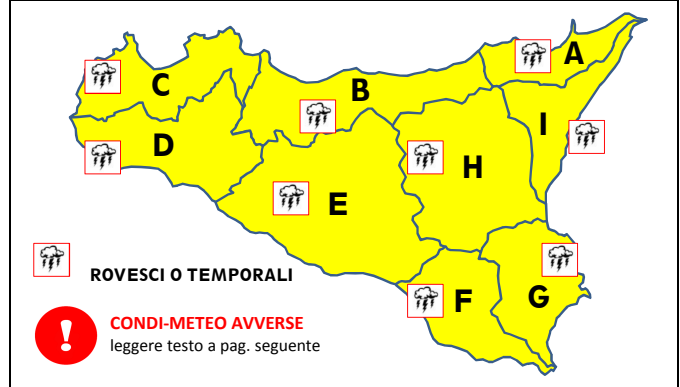 A
C
B
I
D
H
E
F
G
ROVESCI O TEMPORALI
!
CONDI-METEO AVVERSE
leggere testo a pag. seguente